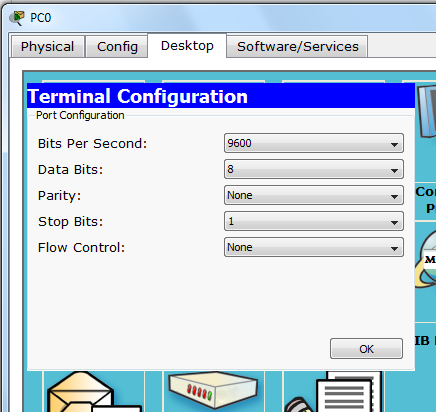 PC0
Physical Config Desktop Software/Services
Terminal Configuration
Port Configuration
Bits Per Second: 9600
Data Bits: 8
Parity: None
Stop Bits: 1
Flow Control: None
OK